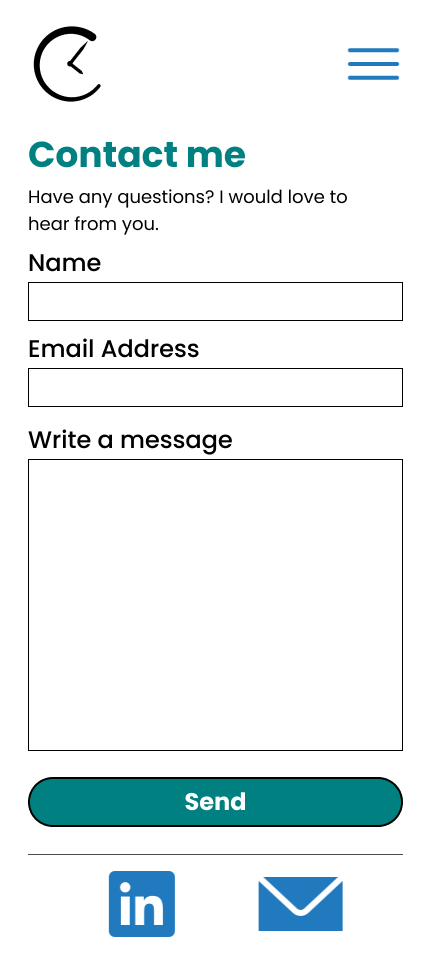 Contact me
Have any questions? I would love to
hear from you.
Name
Email Address
Write a message
Send
in